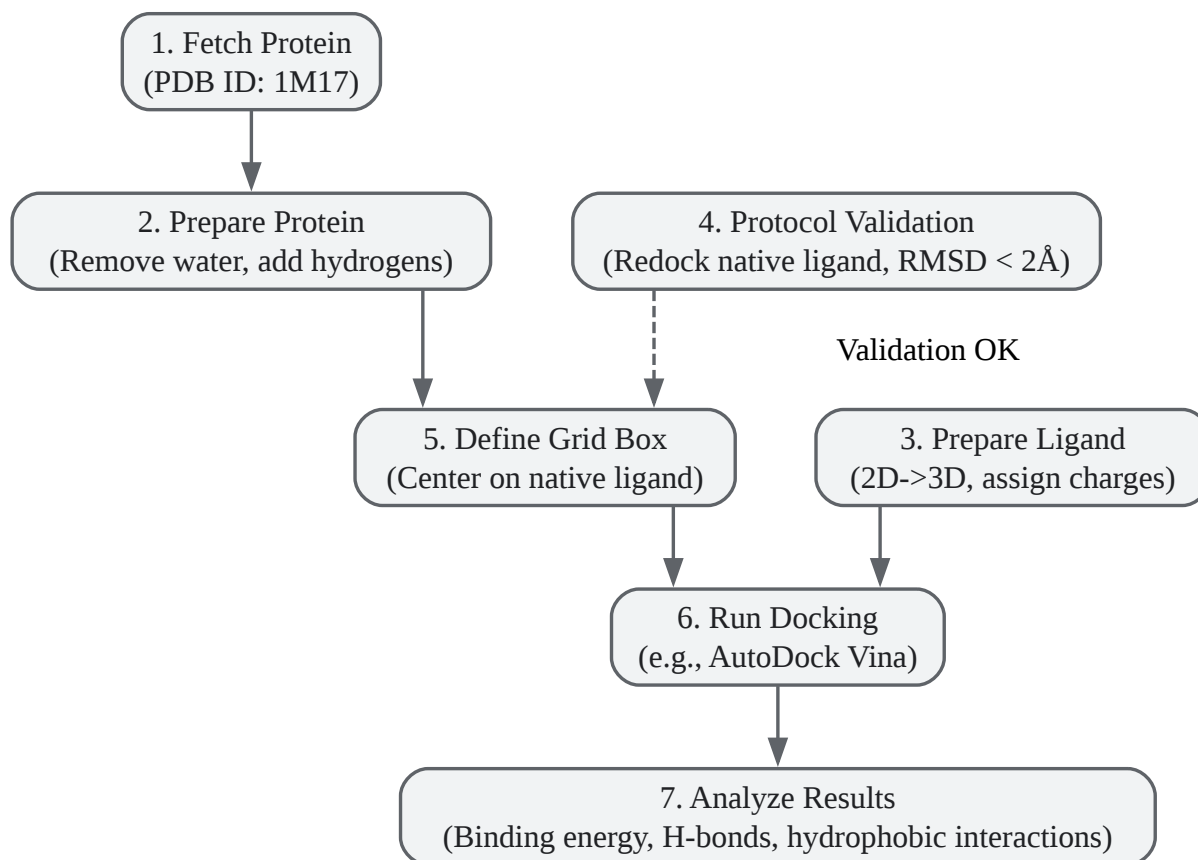 1. Fetch Protein
(PDB ID: 1M17)
2. Prepare Protein
(Remove water, add hydrogens)
4. Protocol Validation
(Redock native ligand, RMSD < 2Å)
Validation OK
5. Define Grid Box
(Center on native ligand)
3. Prepare Ligand
(2D->3D, assign charges)
6. Run Docking
(e.g., AutoDock Vina)
7. Analyze Results
(Binding energy, H-bonds, hydrophobic interactions)